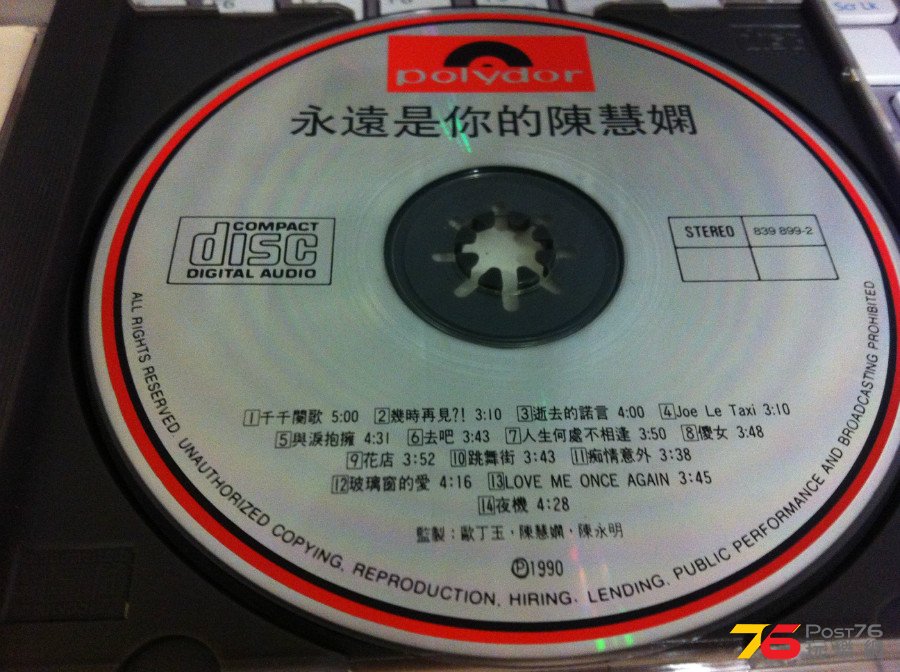 polydor
永遠是你的陳慧嫻
COMPACT
disc
DIGITAL AUDIO
STEREO 839 899-2
1千千闋歌 5:00 2幾時再見?! 3:10 3逝去的諾言 4:00 4Joe Le Taxi 3:10
5與淚抱擁 4:31 6去吧 3:43 7人生何處不相逢 3:50 8傻女 3:48
9花店 3:52 10跳舞街 3:43 11痴情意外 3:38
12玻璃窗的愛 4:16 13LOVE ME ONCE AGAIN 3:45
14夜機 4:28
監製：歐丁玉·陳慧嫻·陳永明
Ⓟ1990
ALL RIGHTS RESERVED UNAUTHORIZED COPYING, REPRODUCTION, HIRING, LENDING, PUBLIC PERFORMANCE AND BROADCASTING PROHIBITED
76 Post76